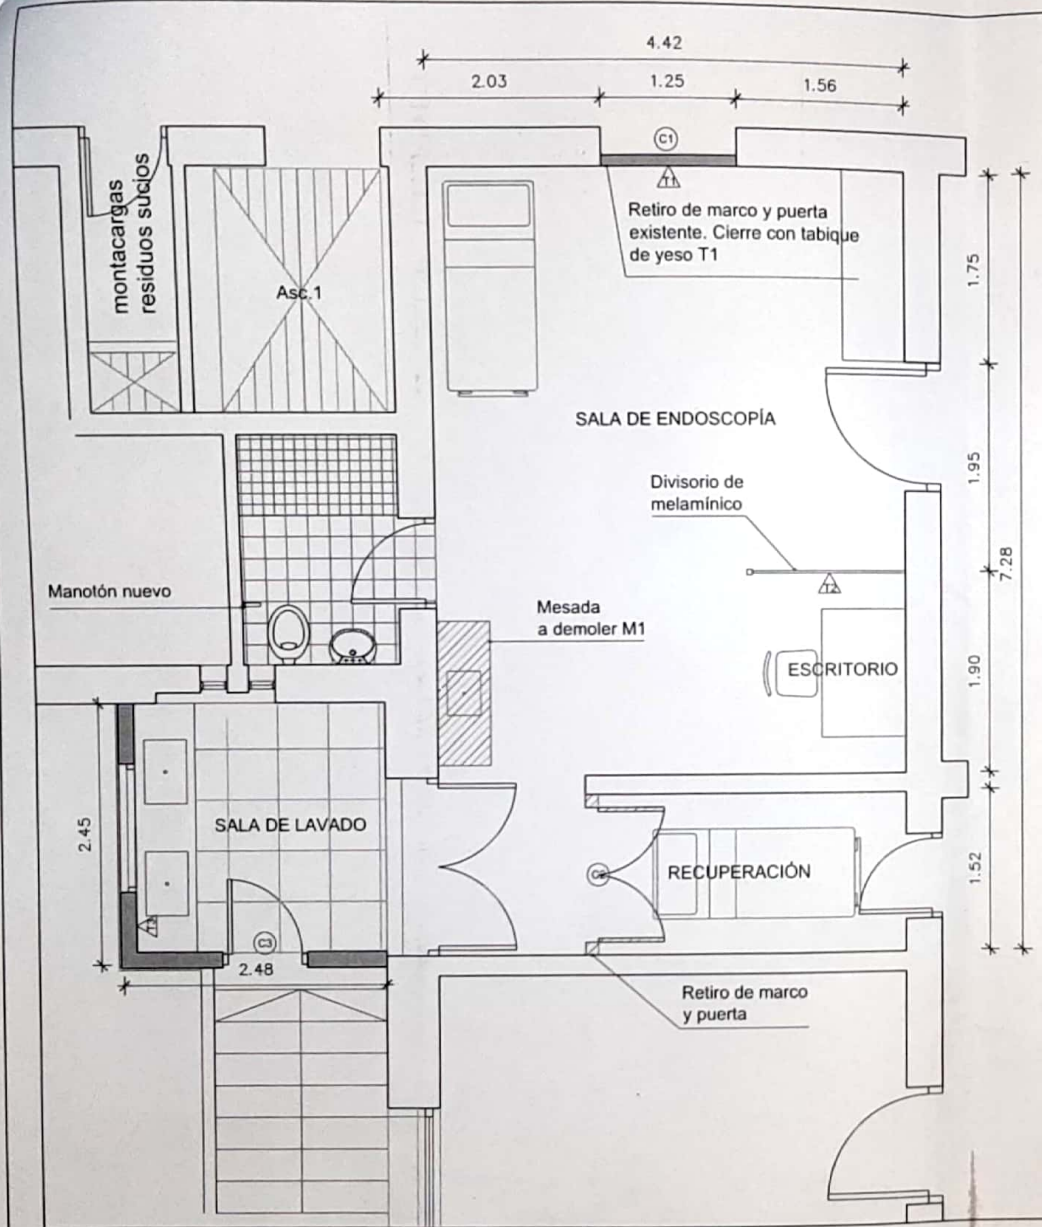 4.42
2.03
1.25
1.56
C1
T1
montacargas
residuos sucios
Retiro de marco y puerta
existente. Cierre con tabique
de yeso T1
1.75
Asc.1
SALA DE ENDOSCOPÍA
1.95
Divisorio de
melamínico
7.28
Manotón nuevo
T2
Mesada
a demoler M1
ESCRITORIO
1.90
2.45
SALA DE LAVADO
RECUPERACIÓN
1.52
2.48
Retiro de marco
y puerta